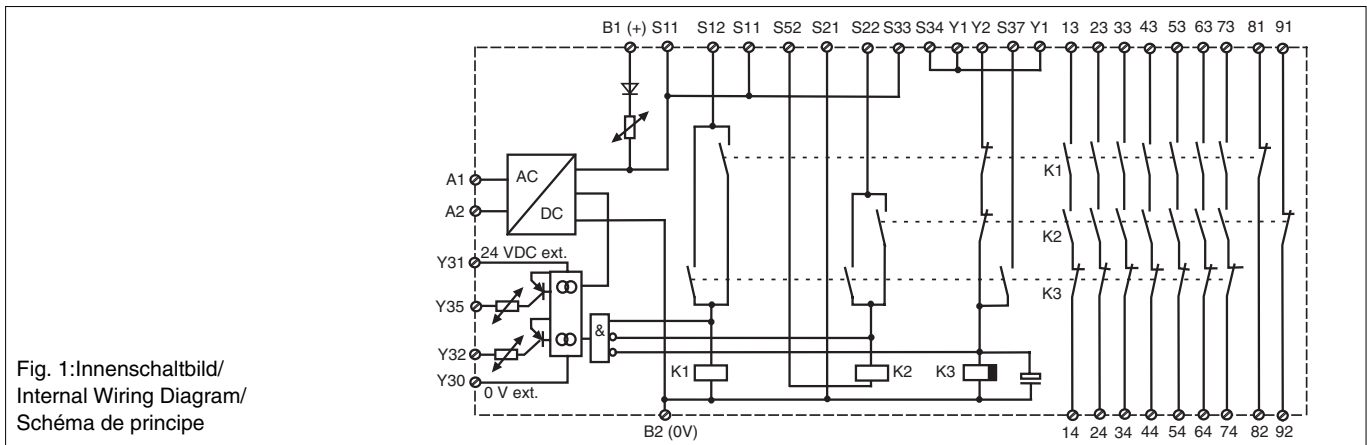 B1 (+) S11 S12 S11 S52 S21 S22 S33 S34 Y1 Y2 S37 Y1 13 23 33 43 53 63 73 81 91
K1
A1
AC
A2
DC
K2
Y31
24 VDC ext.
K3
Y35
&
Y32
K1
K2
K3
Y30
0 V ext.
B2 (0V)
14 24 34 44 54 64 74 82 92
Fig. 1:Innenschaltbild/
Internal Wiring Diagram/
Schéma de principe